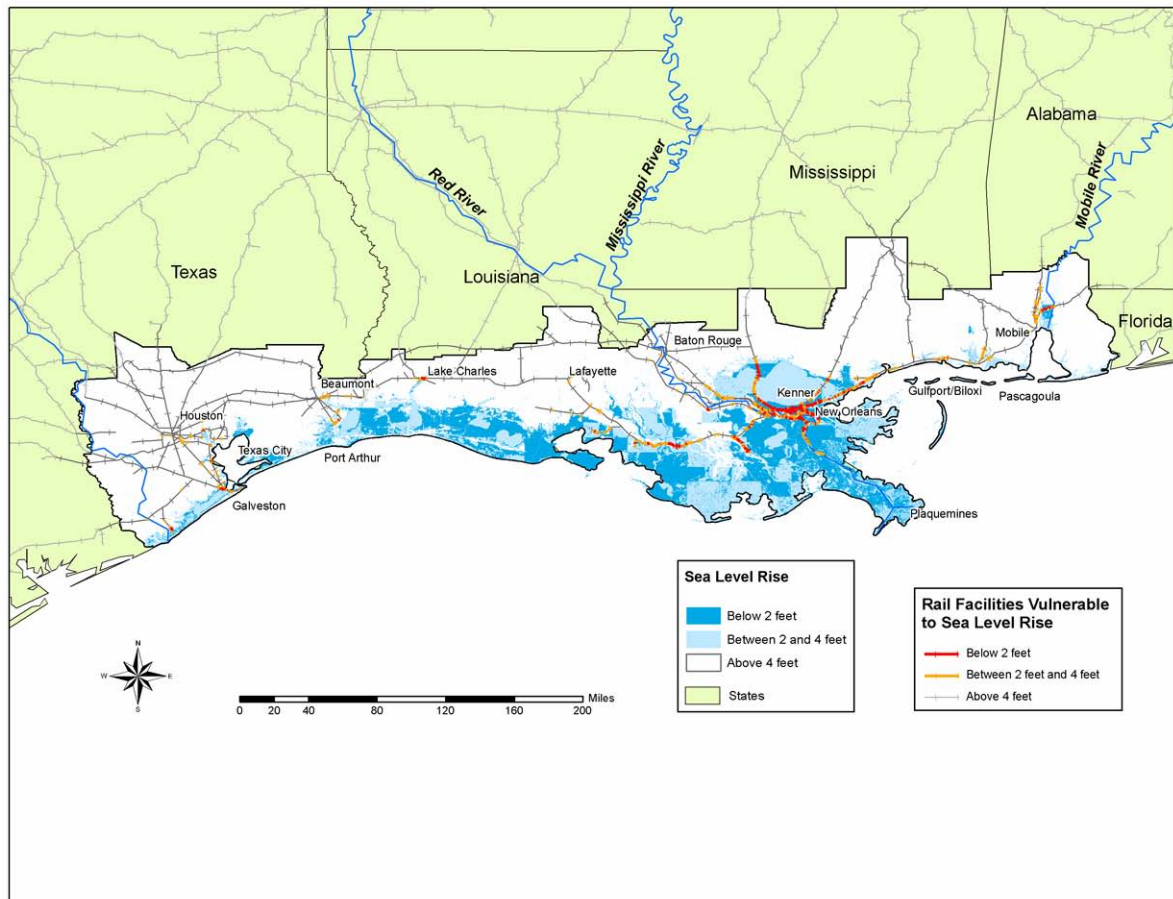 Alabama
Mississippi River
Mobile River
Mississippi
Red River
Texas
Louisiana
Florida
Mobile
Baton Rouge
Beaumont
Lake Charles
Lafayette
Kenner
Gulfport/Biloxi
Pascagoula
Houston
New Orleans
Texas City
Port Arthur
Galveston
Plaquemines
Sea Level Rise
Below 2 feet
Between 2 and 4 feet
Above 4 feet
States
Rail Facilities Vulnerable
to Sea Level Rise
Below 2 feet
Between 2 feet and 4 feet
Above 4 feet
N
W E
S
Miles
0 20 40 80 120 160 200